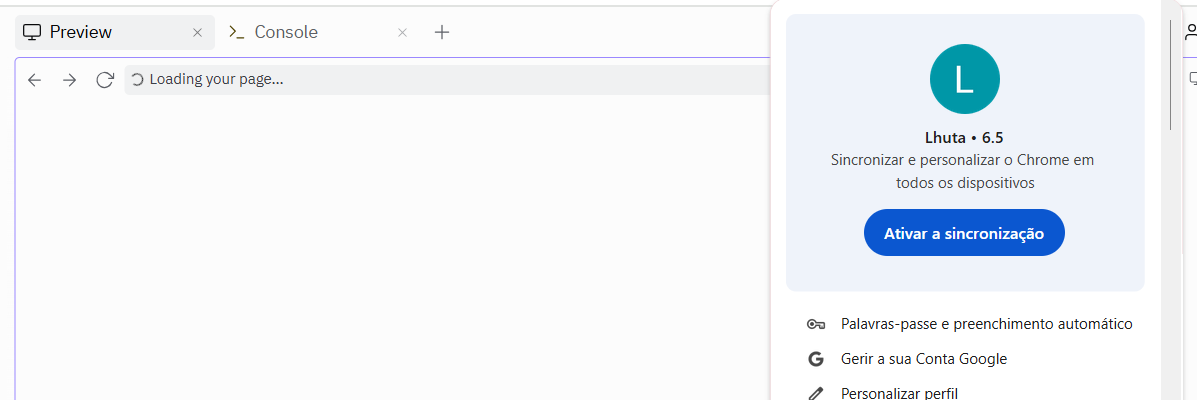 Preview
Console
Loading your page...
L
Lhuta • 6.5
Sincronizar e personalizar o Chrome em
todos os dispositivos
Ativar a sincronização
Palavras-passe e preenchimento automático
G
Gerir a sua Conta Google
Personalizar perfil